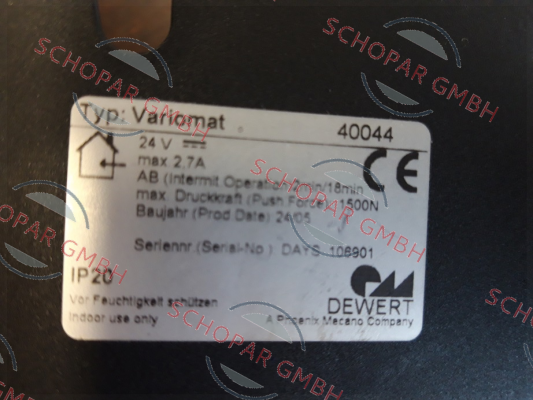 SCHOPAR GMBH
SCHOPAR GMBH
Typ: Variomat 40044
24 V
max 2.7A
AB (Intermit Operation) 2min/18min
max. Druckkraft (Push Force) 1500N
Baujahr (Prod Date) 24/05
CE
Seriennr.(Serial-No.) DAYS 106901
IP20
Vor Feuchtigkeit schützen
Indoor use only
DEWERT
A Phoenix Mecano Company
SCHOPAR GMBH
SCHOPAR GMBH
SCHOPAR GMBH
SCHOPAR GMBH